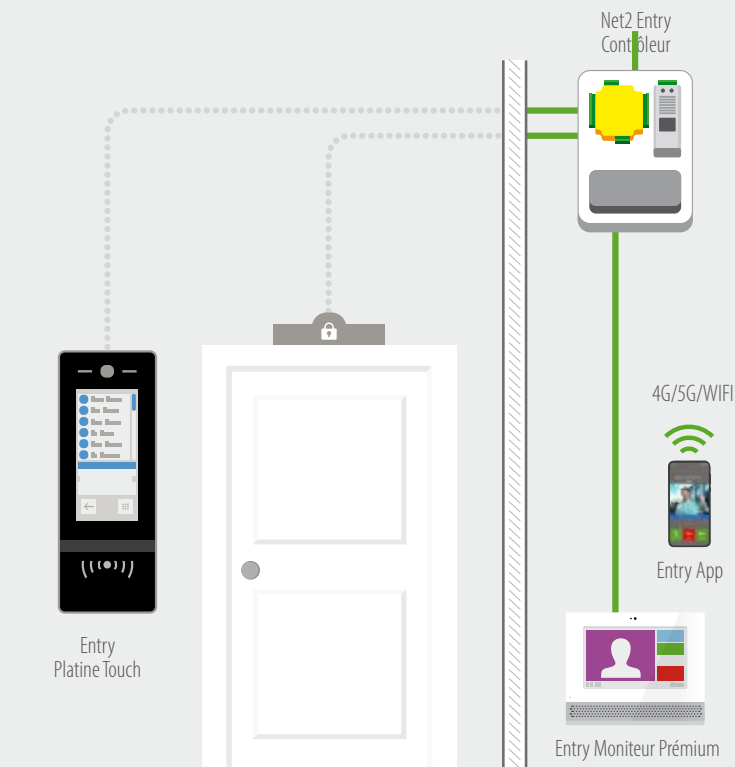 Net2 Entry
Contrôleur
4G/5G/WIFI
Entry App
Entry
Platine Touch
Entry Moniteur Prémium